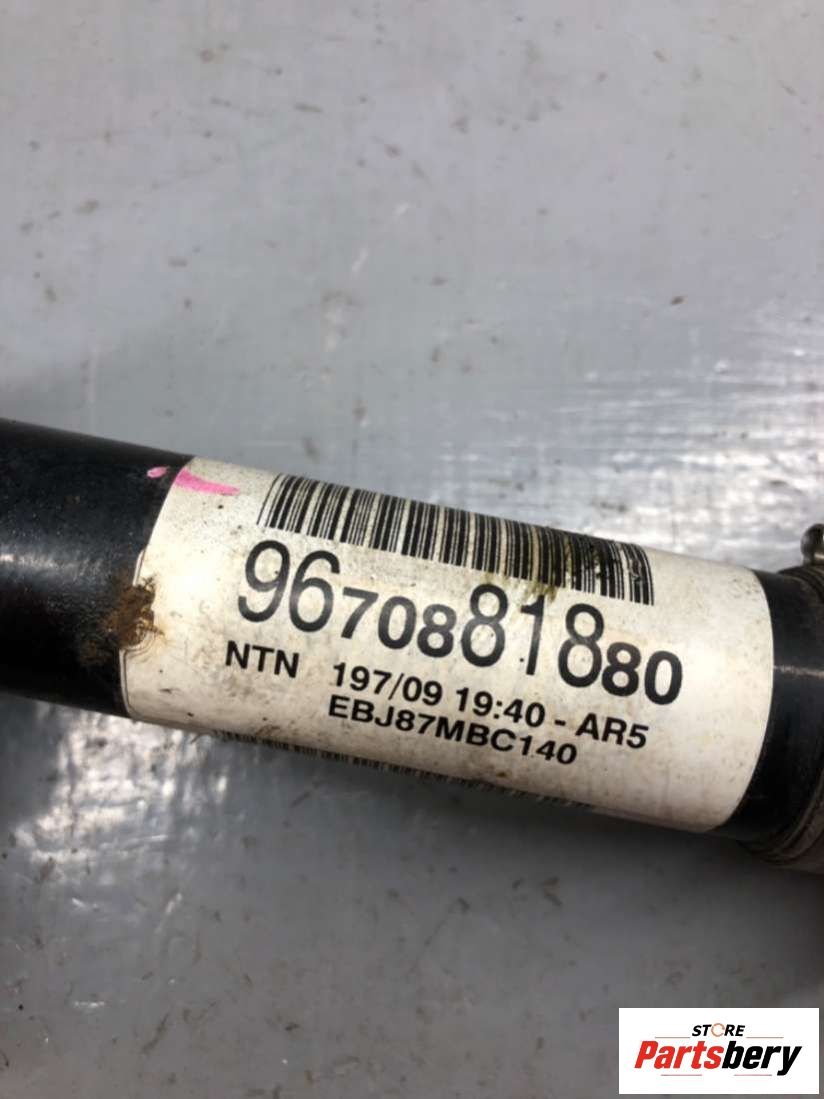 9670881880
NTN 197/09 19:40 - AR5
EBJ87MBC140
STORE
Partsbery